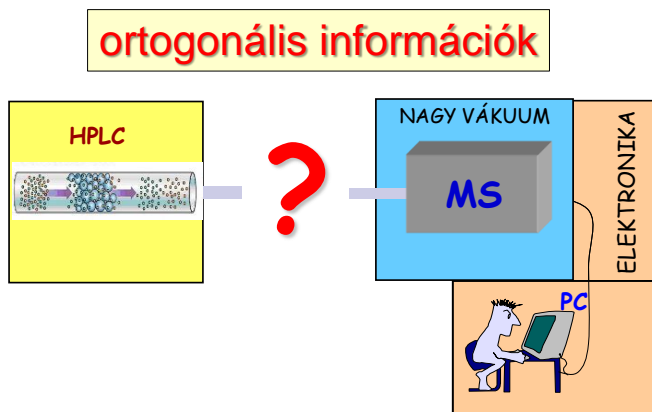 ortogonális információk
HPLC
?
NAGY VÁKUUM
MS
ELEKTRONIKA
PC